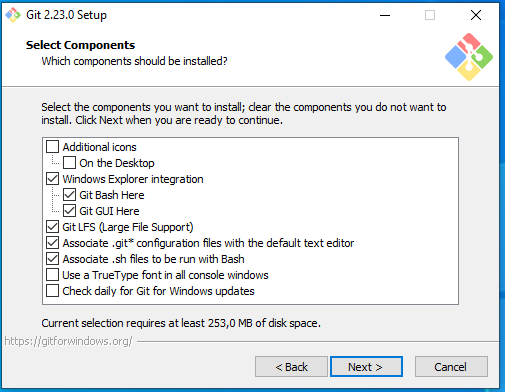 Git 2.23.0 Setup
Select Components
Which components should be installed?
Select the components you want to install; clear the components you do not want to
install. Click Next when you are ready to continue.
Additional icons
On the Desktop
Windows Explorer integration
Git Bash Here
Git GUI Here
Git LFS (Large File Support)
Associate .git* configuration files with the default text editor
Associate .sh files to be run with Bash
Use a TrueType font in all console windows
Check daily for Git for Windows updates
Current selection requires at least 253,0 MB of disk space.
https://gitforwindows.org/
< Back
Next >
Cancel